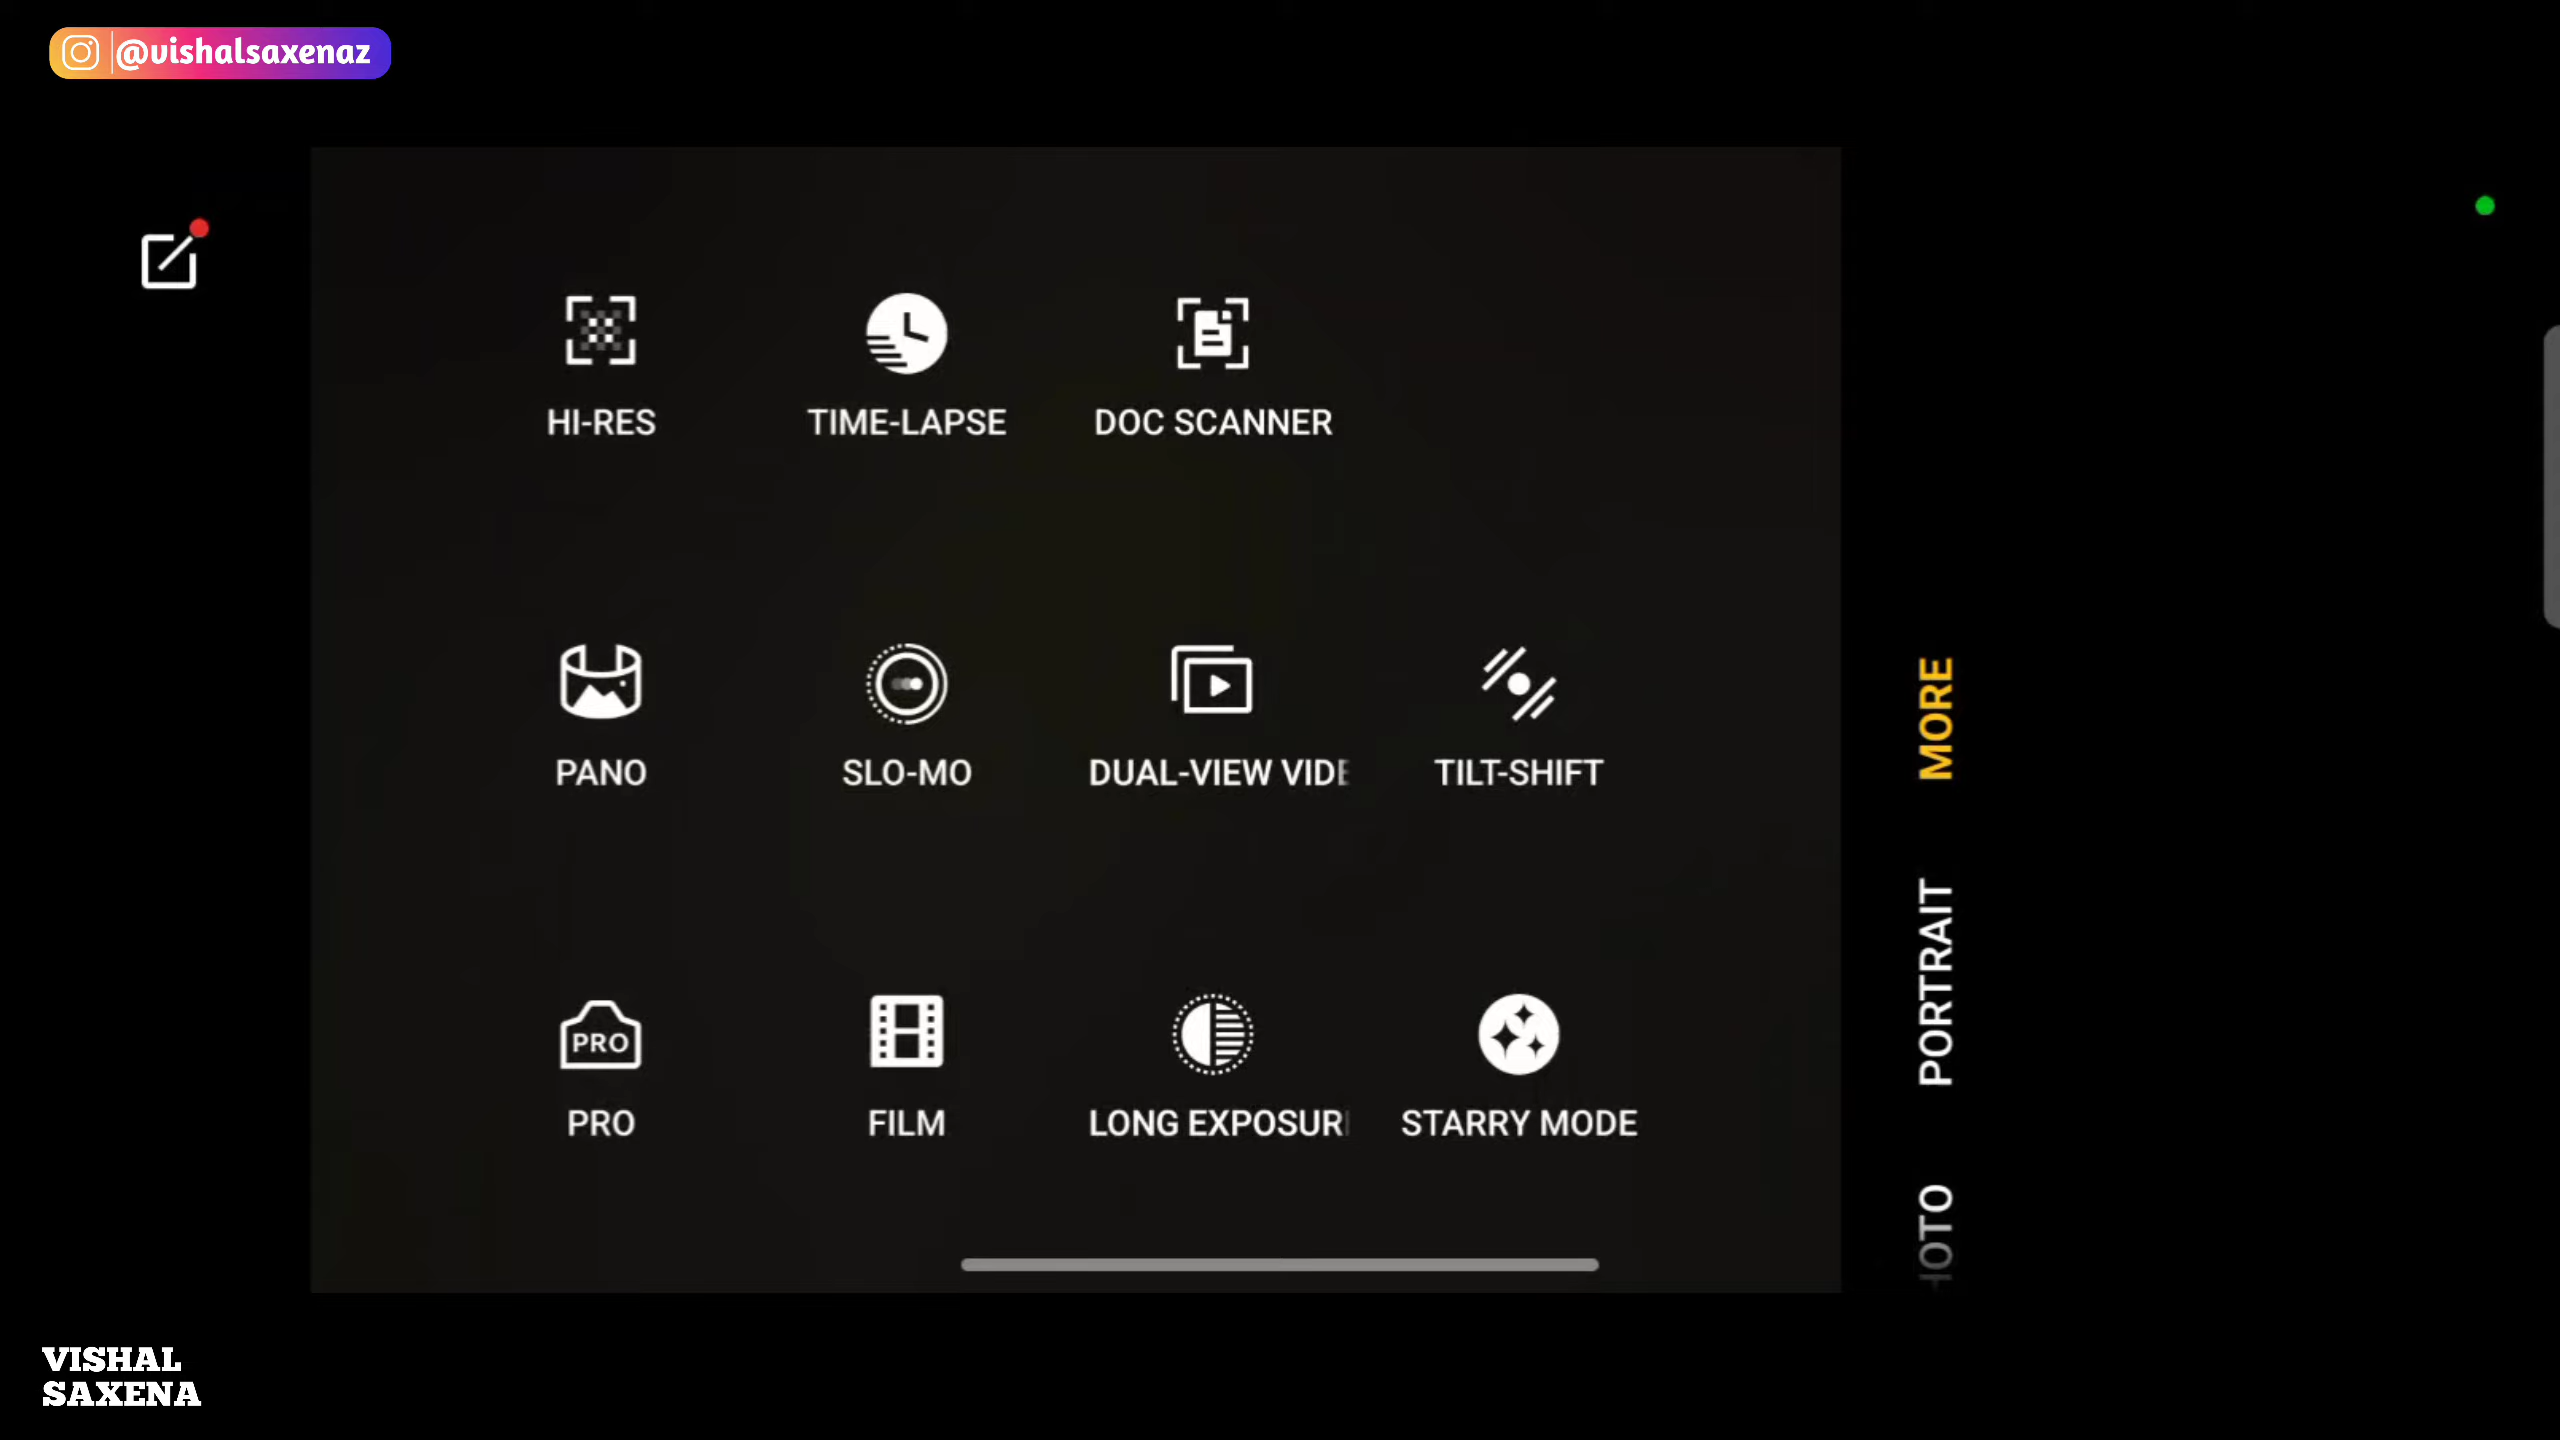 @vishalsaxenaz
HI-RES
TIME-LAPSE
DOC SCANNER
PANO
SLO-MO
DUAL-VIEW VIDE
TILT-SHIFT
PRO
PRO
FILM
LONG EXPOSUR
STARRY MODE
MORE
PORTRAIT
HOTO
VISHAL
SAXENA